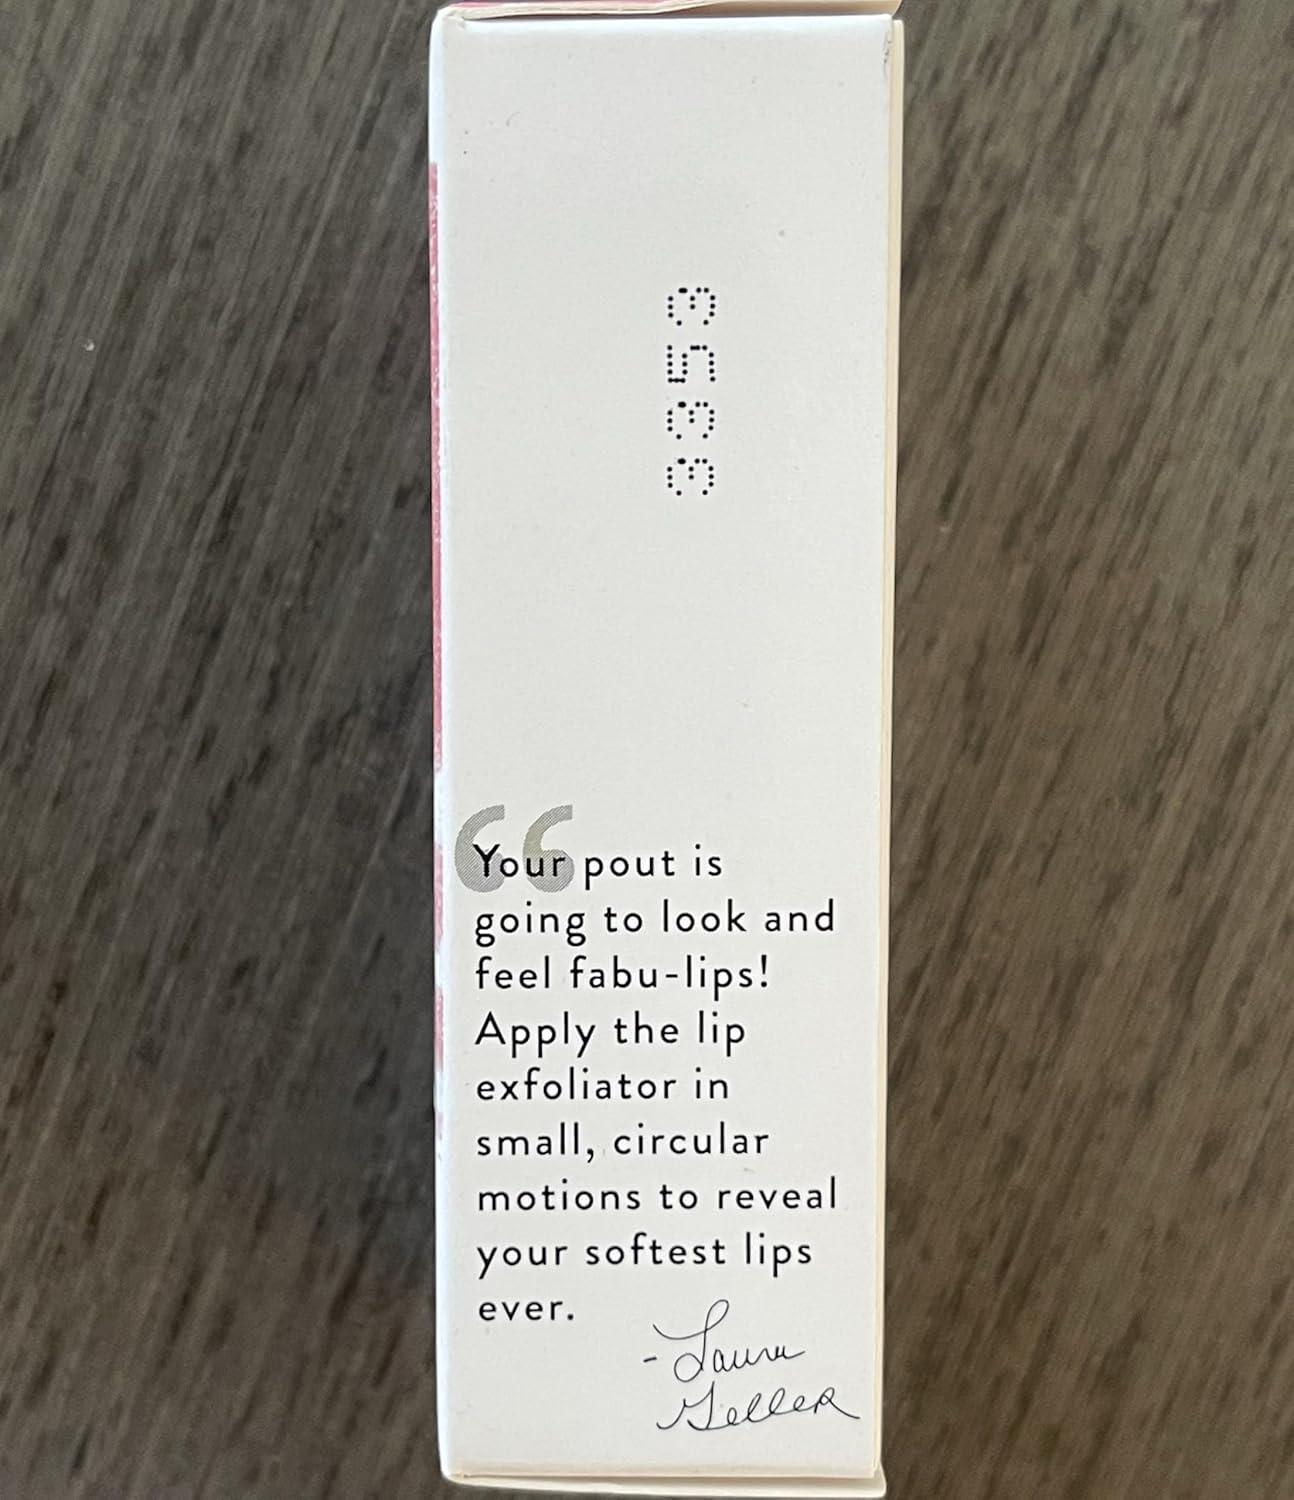 3353
“Your pout is
going to look and
feel fabu-lips!
Apply the lip
exfoliator in
small, circular
motions to reveal
your softest lips
ever.
- Laura
Geller